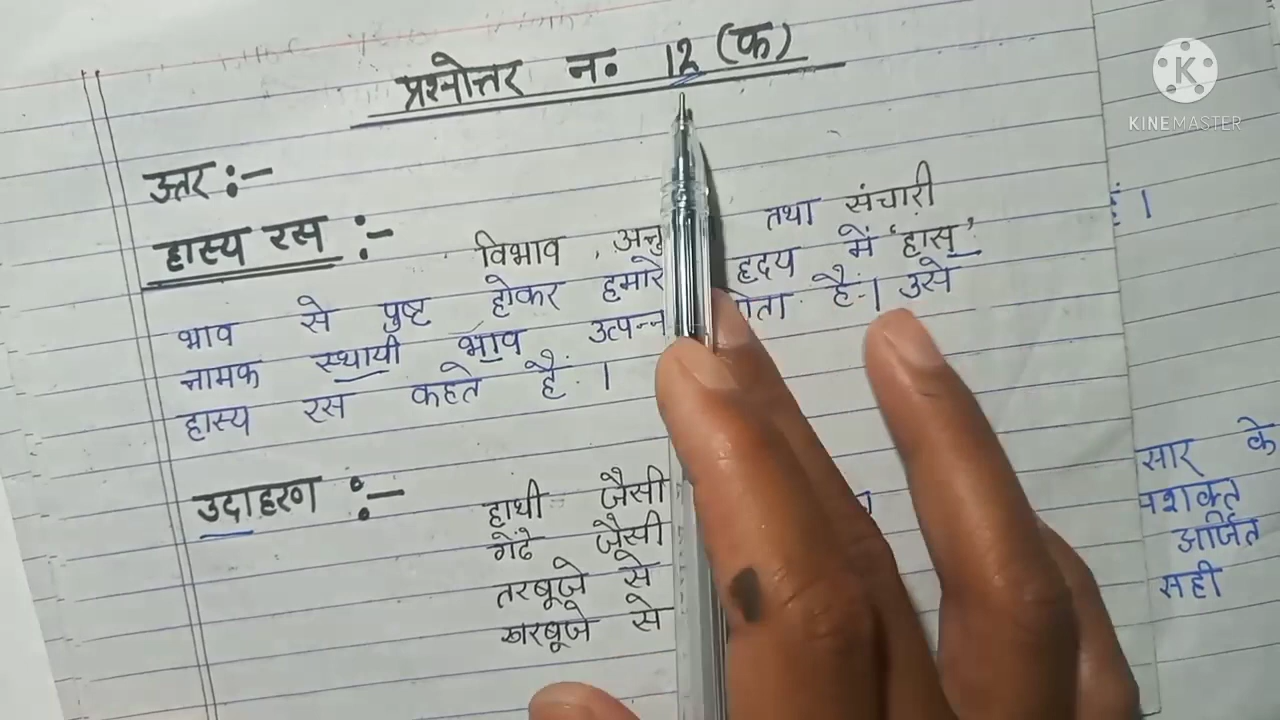 प्रश्नोत्तर न० 12 (क)
उत्तर :-
हास्य रस :- विभाव , तथा संचारी
भाव से पुष्ट होकर हमारे हृदय में 'हास'
नामक स्थायी भाव उत्पन्न होता है । उसे
हास्य रस कहते हैं ।
उदाहरण :- हाथी जैसी
गेंढे जैसी
तरबूजे से
खरबूजे से
हैं ।
सार के
अर्जित
सही
KINEMASTER